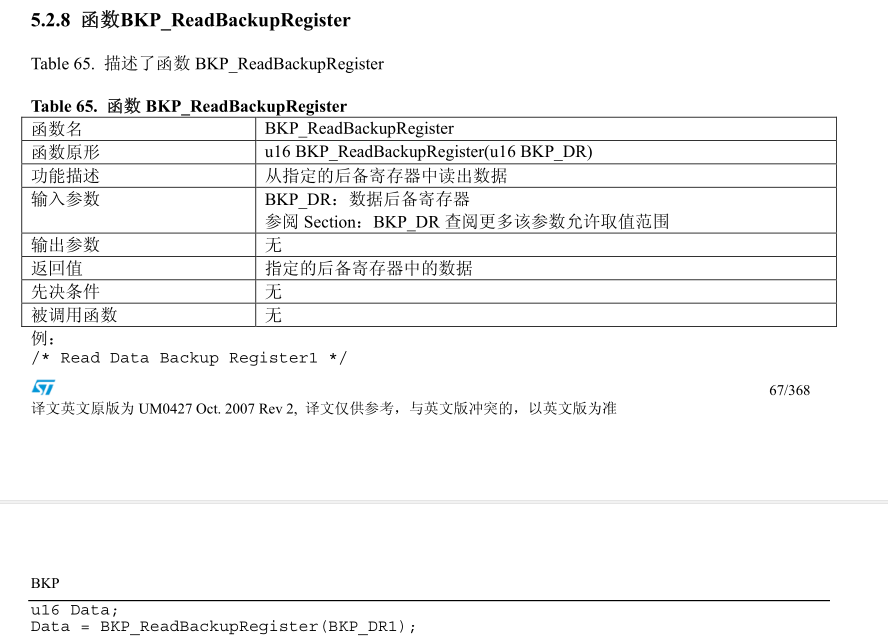 5.2.8 函数BKP_ReadBackupRegister
Table 65. 描述了函数 BKP_ReadBackupRegister
Table 65. 函数 BKP_ReadBackupRegister
函数名 BKP_ReadBackupRegister
函数原形 u16 BKP_ReadBackupRegister(u16 BKP_DR)
功能描述 从指定的后备寄存器中读出数据
输入参数 BKP_DR：数据后备寄存器
参阅 Section：BKP_DR 查阅更多该参数允许取值范围
输出参数 无
返回值 指定的后备寄存器中的数据
先决条件 无
被调用函数 无
例：
/* Read Data Backup Register1 */
ST
67/368
译文英文原版为 UM0427 Oct. 2007 Rev 2, 译文仅供参考，与英文版冲突的，以英文版为准
BKP
u16 Data;
Data = BKP_ReadBackupRegister(BKP_DR1);